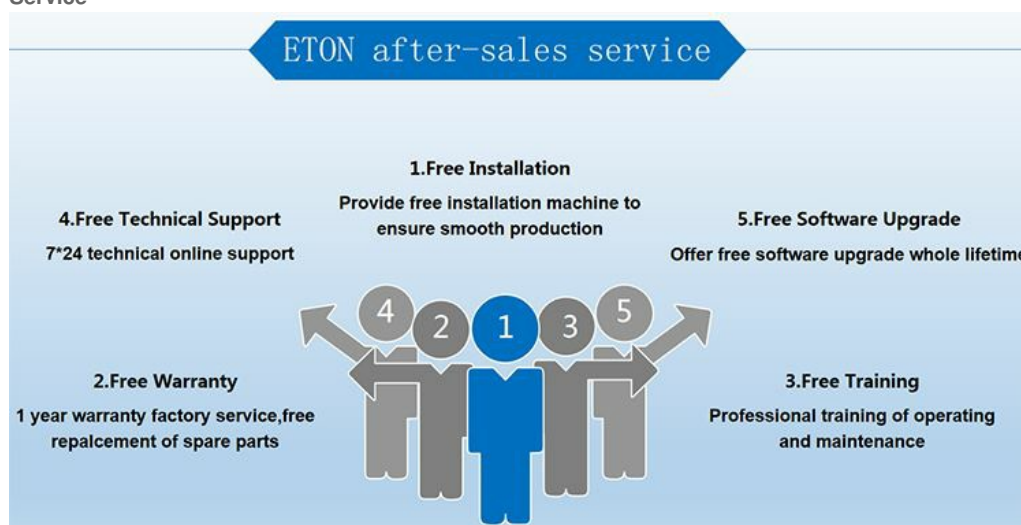 Service
ETON after-sales service
1.Free Installation
Provide free installation machine to
ensure smooth production
4.Free Technical Support
7*24 technical online support
5.Free Software Upgrade
Offer free software upgrade whole lifetime
4
2
1
3
5
2.Free Warranty
1 year warranty factory service,free
repalcement of spare parts
3.Free Training
Professional training of operating
and maintenance